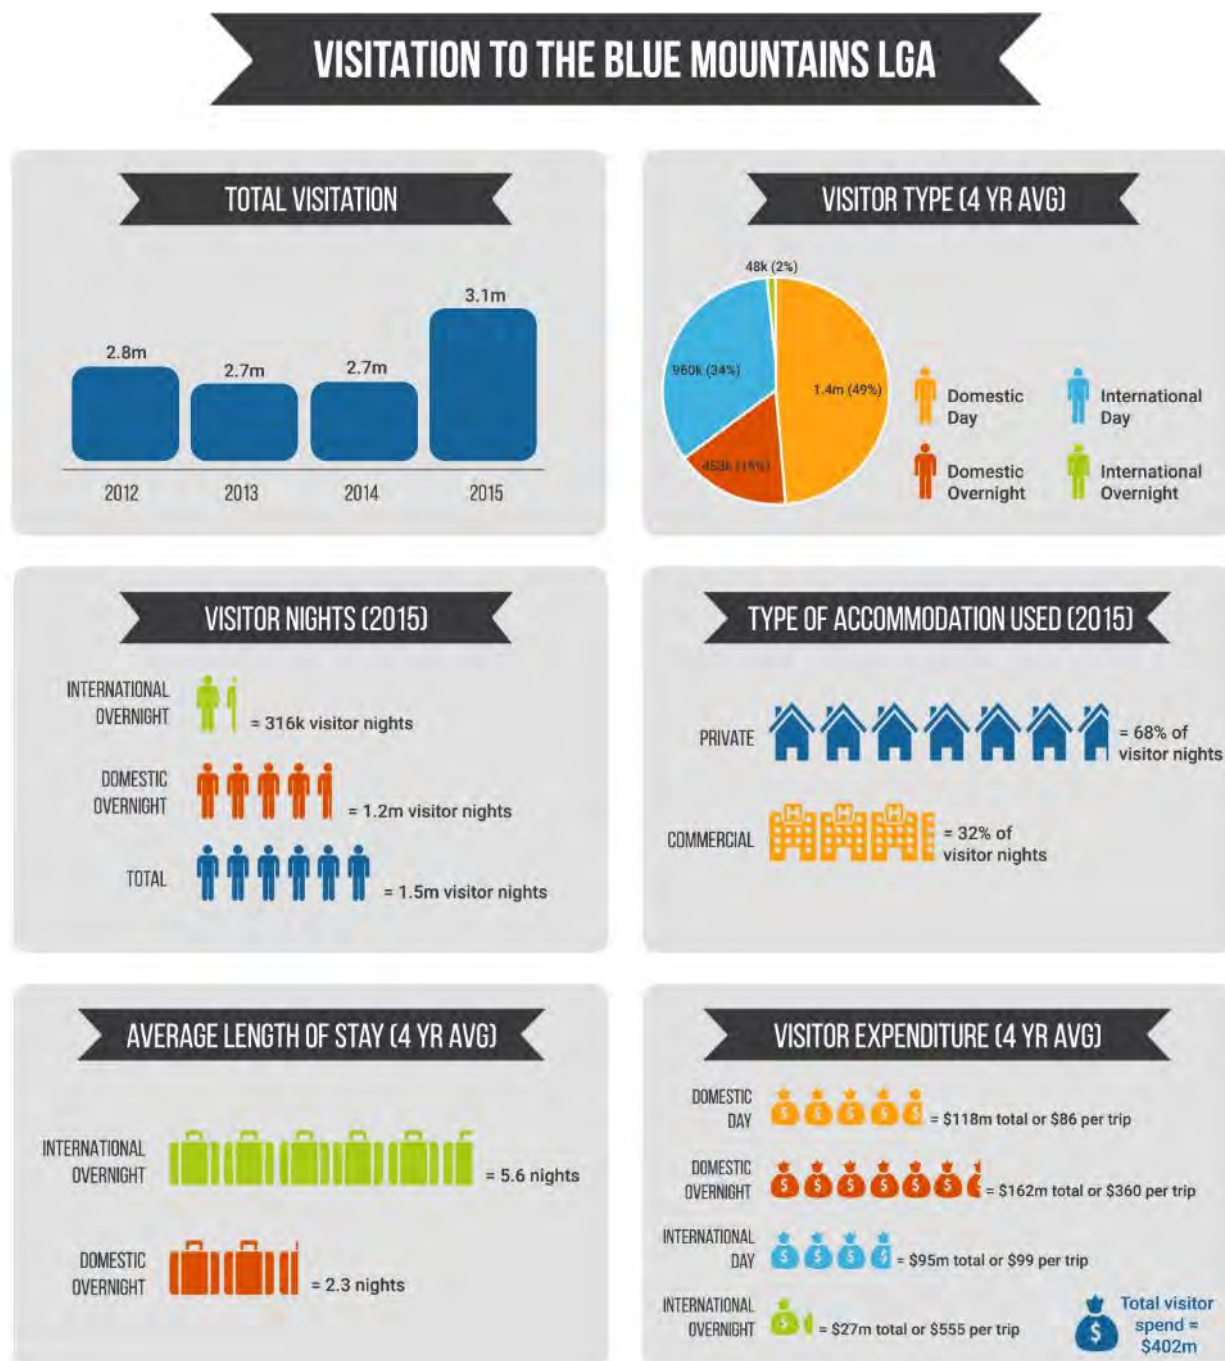 VISITATION TO THE BLUE MOUNTAINS LGA
TOTAL VISITATION
2.8m
2.7m
2.7m
3.1m
2012
2013
2014
2015
VISITOR TYPE (4 YR AVG)
48k (2%)
960k (34%)
1.4m (49%)
Domestic
Day
International
Day
Domestic
Overnight
International
Overnight
VISITOR NIGHTS (2015)
INTERNATIONAL
OVERNIGHT
= 316k visitor nights
DOMESTIC
OVERNIGHT
= 1.2m visitor nights
TOTAL
= 1.5m visitor nights
TYPE OF ACCOMMODATION USED (2015)
PRIVATE
= 68% of
visitor nights
COMMERCIAL
= 32% of
visitor nights
AVERAGE LENGTH OF STAY (4 YR AVG)
INTERNATIONAL
OVERNIGHT
= 5.6 nights
DOMESTIC
OVERNIGHT
= 2.3 nights
VISITOR EXPENDITURE (4 YR AVG)
DOMESTIC
DAY
= $118m total or $86 per trip
DOMESTIC
OVERNIGHT
= $162m total or $360 per trip
INTERNATIONAL
DAY
= $95m total or $99 per trip
INTERNATIONAL
OVERNIGHT
= $27m total or $555 per trip
Total visitor
spend =
$402m